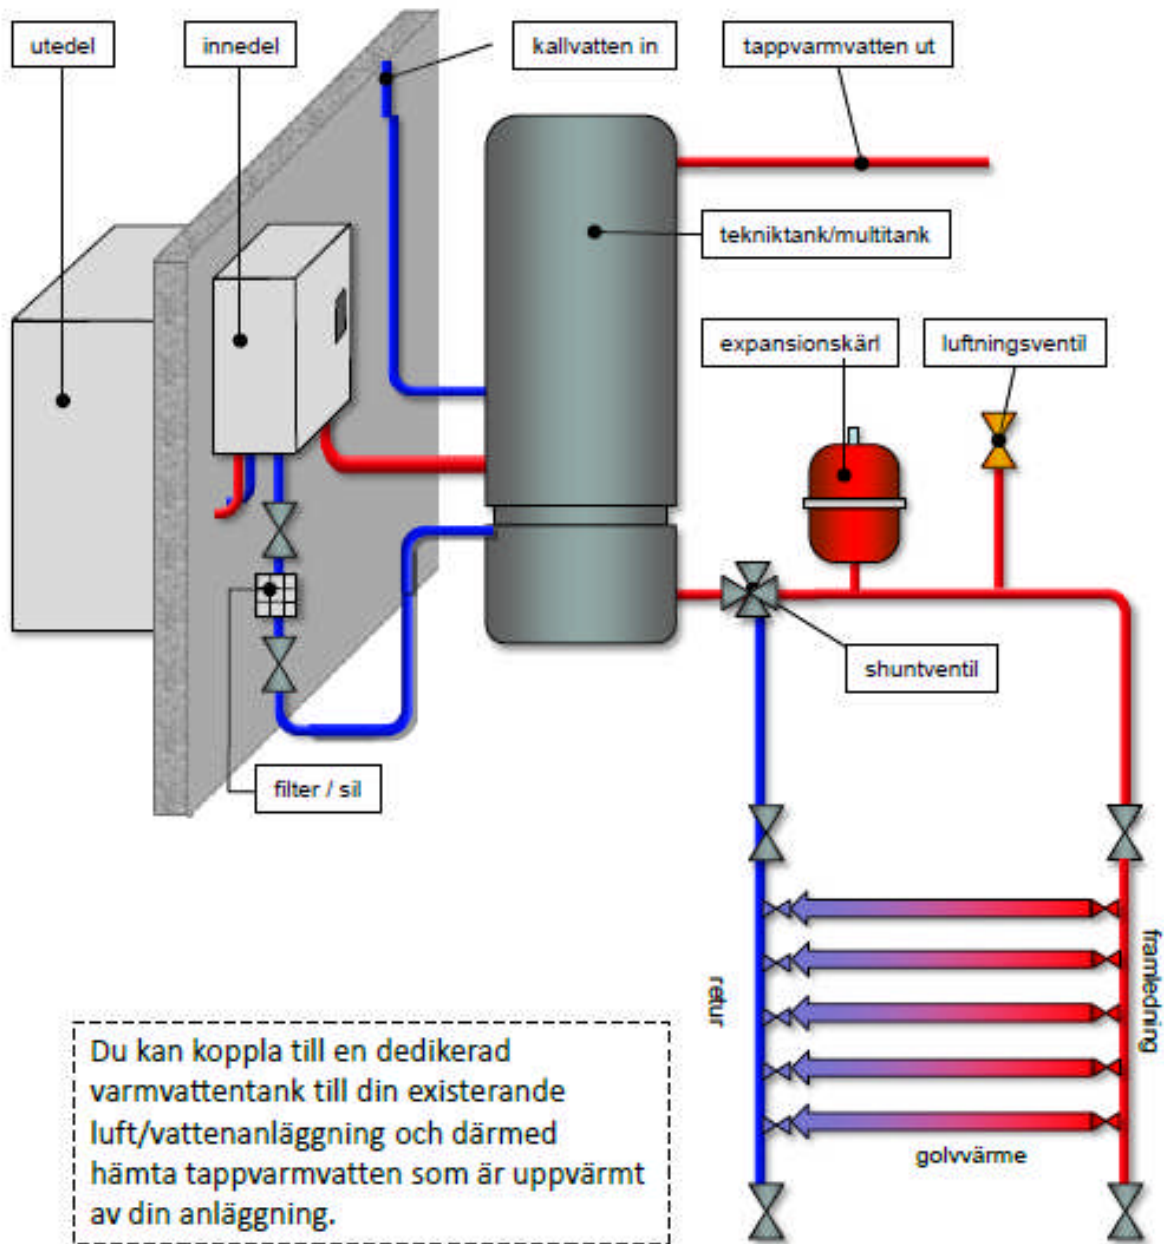 utedel
innedel
kallvatten in
tappvarmvatten ut
tekniktank/multitank
expansionskärl
luftningsventil
shuntventil
filter / sil
retur
framledning
golvvärme
Du kan koppla till en dedikerad
varmvattentank till din existerande
luft/vattenanläggning och därmed
hämta tappvarmvatten som är uppvärmt
av din anläggning.